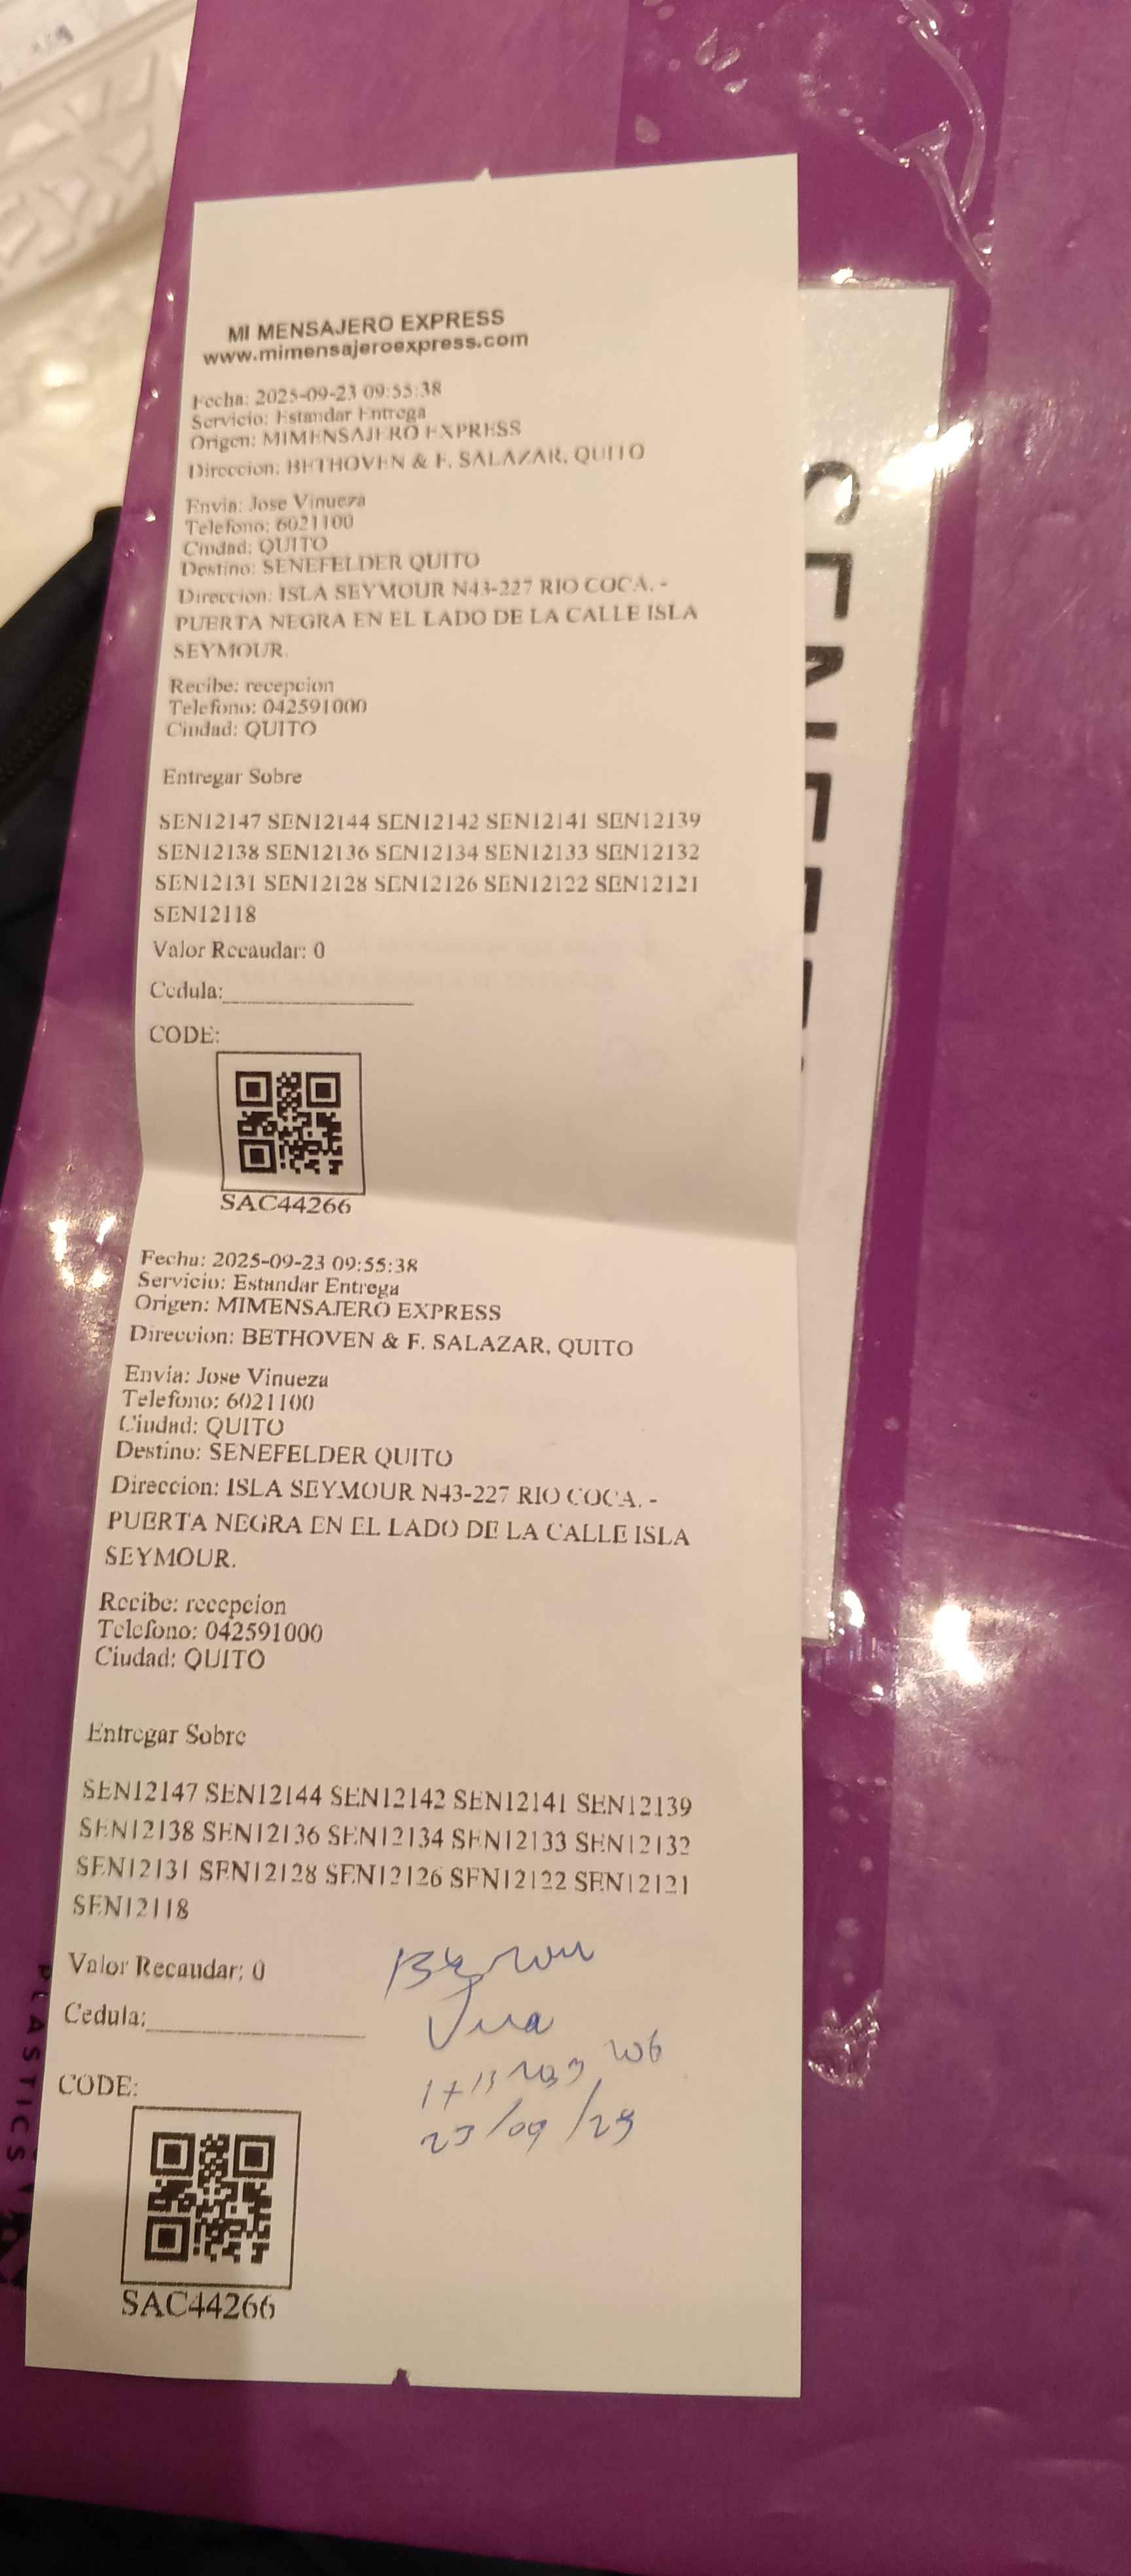 MI MENSAJERO EXPRESS
www.mimensajeroexpress.com
Fecha: 2025-09-23 09:55:38
Servicio: Estandar Entrega
Origen: MIMENSAJERO EXPRESS
Direccion: BETHOVEN & F. SALAZAR, QUITO
Envia: Jose Vinueza
Telefono: 6021100
Ciudad: QUITO
Destino: SENEFELDER QUITO
Direccion: ISLA SEYMOUR N43-227 RIO COCA. -
PUERTA NEGRA EN EL LADO DE LA CALLE ISLA
SEYMOUR.
Recibe: recepcion
Telefono: 042591000
Ciudad: QUITO
Entregar Sobre
SEN12147 SEN12144 SEN12142 SEN12141 SEN12139
SEN12138 SEN12136 SEN12134 SEN12133 SEN12132
SEN12131 SEN12128 SEN12126 SEN12122 SEN12121
SEN12118
Valor Recaudar: 0
Cedula:
CODE:
SAC44266
Fecha: 2025-09-23 09:55:38
Servicio: Estandar Entrega
Origen: MIMENSAJERO EXPRESS
Direccion: BETHOVEN & F. SALAZAR, QUITO
Envia: Jose Vinueza
Telefono: 6021100
Ciudad: QUITO
Destino: SENEFELDER QUITO
Direccion: ISLA SEYMOUR N43-227 RIO COCA. -
PUERTA NEGRA EN EL LADO DE LA CALLE ISLA
SEYMOUR.
Recibe: recepcion
Telefono: 042591000
Ciudad: QUITO
Entregar Sobre
SEN12147 SEN12144 SEN12142 SEN12141 SEN12139
SEN12138 SEN12136 SEN12134 SEN12133 SEN12132
SEN12131 SEN12128 SEN12126 SEN12122 SEN12121
SEN12118
Valor Recaudar: 0
Cedula:
CODE:
SAC44266
23/09/25
PLASTICS